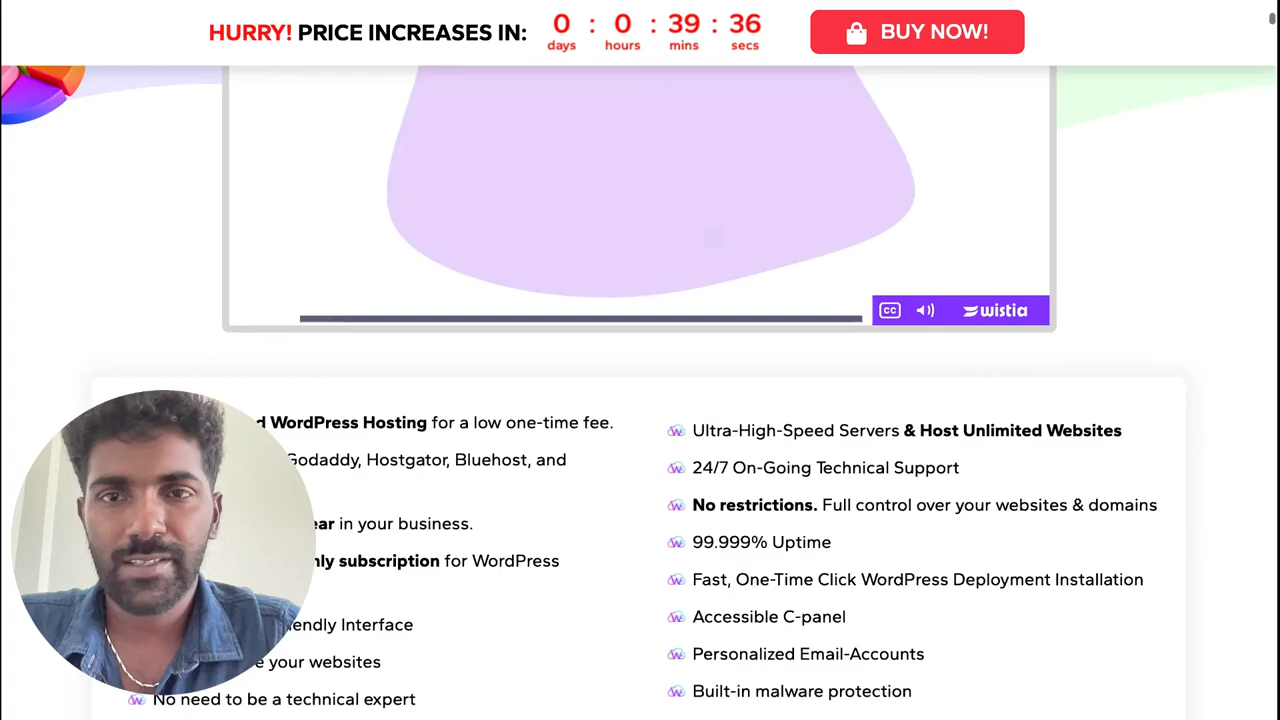 HURRY! PRICE INCREASES IN:
0 : 0 : 39 : 36
days hours mins secs
BUY NOW!
CC
wistia
WordPress Hosting for a low one-time fee.
Godaddy, Hostgator, Bluehost, and
in your business.
subscription for WordPress
Interface
your websites
No need to be a technical expert
Ultra-High-Speed Servers & Host Unlimited Websites
24/7 On-Going Technical Support
No restrictions. Full control over your websites & domains
99.999% Uptime
Fast, One-Time Click WordPress Deployment Installation
Accessible C-panel
Personalized Email-Accounts
Built-in malware protection